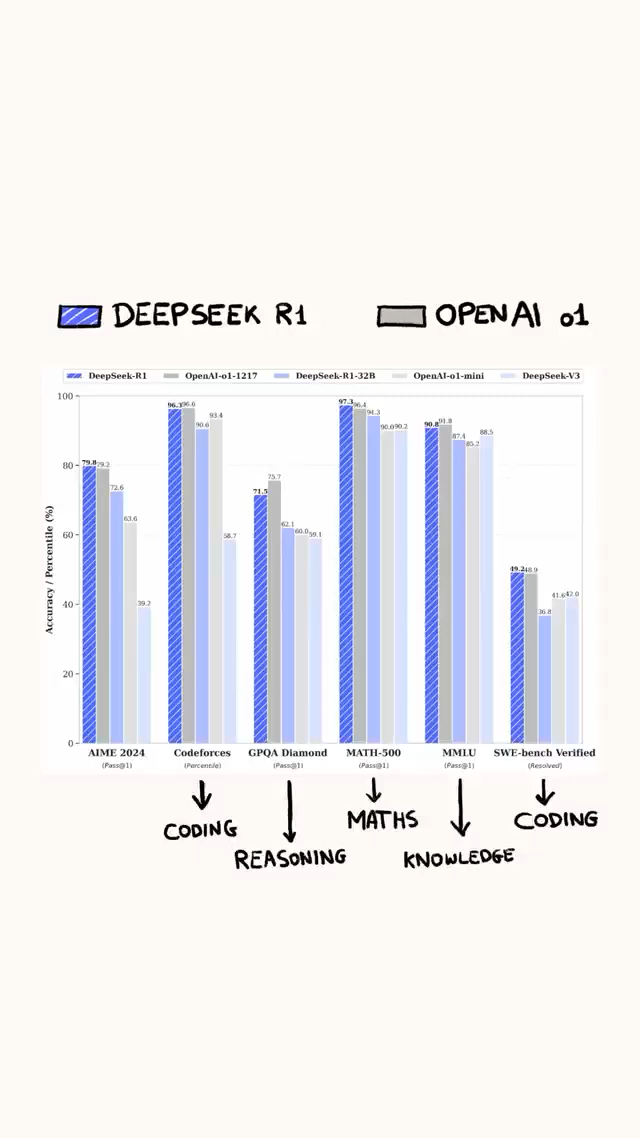 DEEPSEEK R1 OPENAI o1
DeepSeek-R1 OpenAI-o1-1217 DeepSeek-R1-32B OpenAI-o1-mini DeepSeek-V3
Accuracy / Percentile (%)
100
80
60
40
20
0
79.8 79.2 72.6 63.6 39.2
96.3 96.6 90.6 93.4 58.7
71.5 75.7 62.1 60.0 59.1
97.3 96.4 94.3 90.0 90.2
90.8 91.8 87.4 85.2 88.5
49.2 48.9 36.8 41.6 42.0
AIME 2024 Codeforces GPQA Diamond MATH-500 MMLU SWE-bench Verified
(Pass@1) (Percentile) (Pass@1) (Pass@1) (Pass@1) (Resolved)
CODING MATHS CODING
REASONING KNOWLEDGE